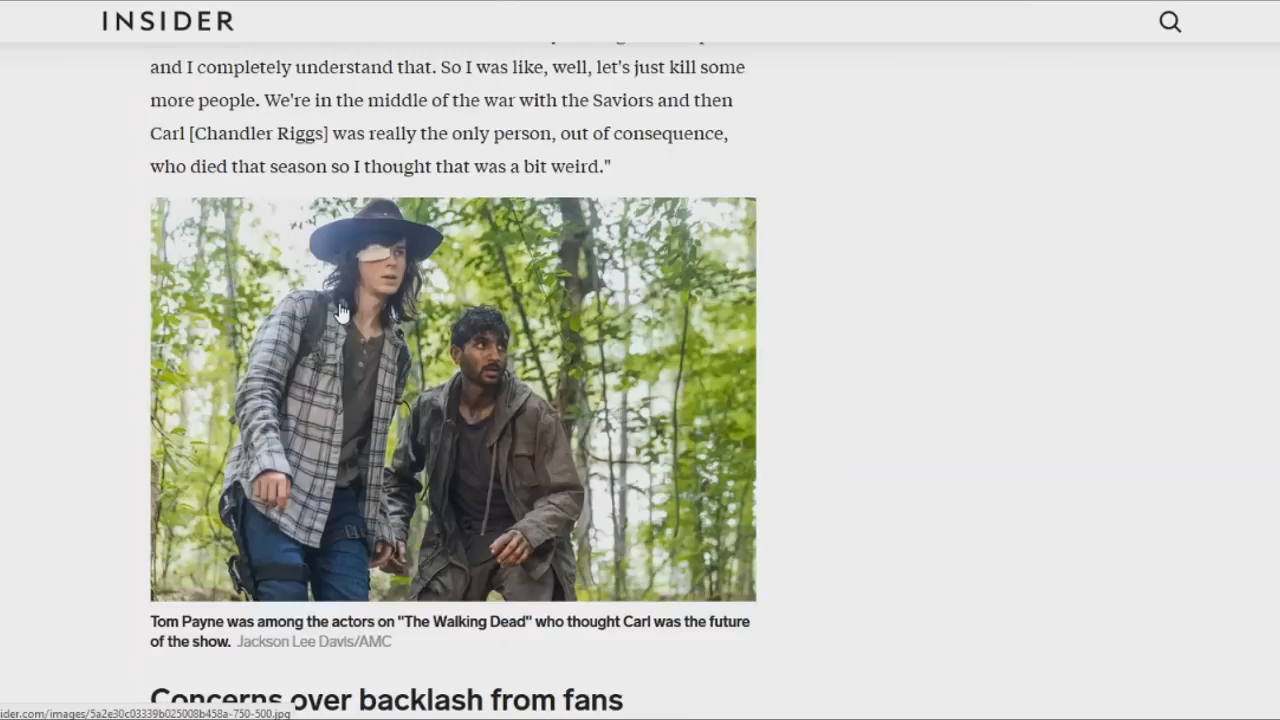 INSIDER
and I completely understand that. So I was like, well, let's just kill some
more people. We're in the middle of the war with the Saviors and then
Carl [Chandler Riggs] was really the only person, out of consequence,
who died that season so I thought that was a bit weird."
Tom Payne was among the actors on "The Walking Dead" who thought Carl was the future
of the show. Jackson Lee Davis/AMC
Concerns over backlash from fans
ider.com/images/5a2e30c03339b025008b458a-750-500.jpg